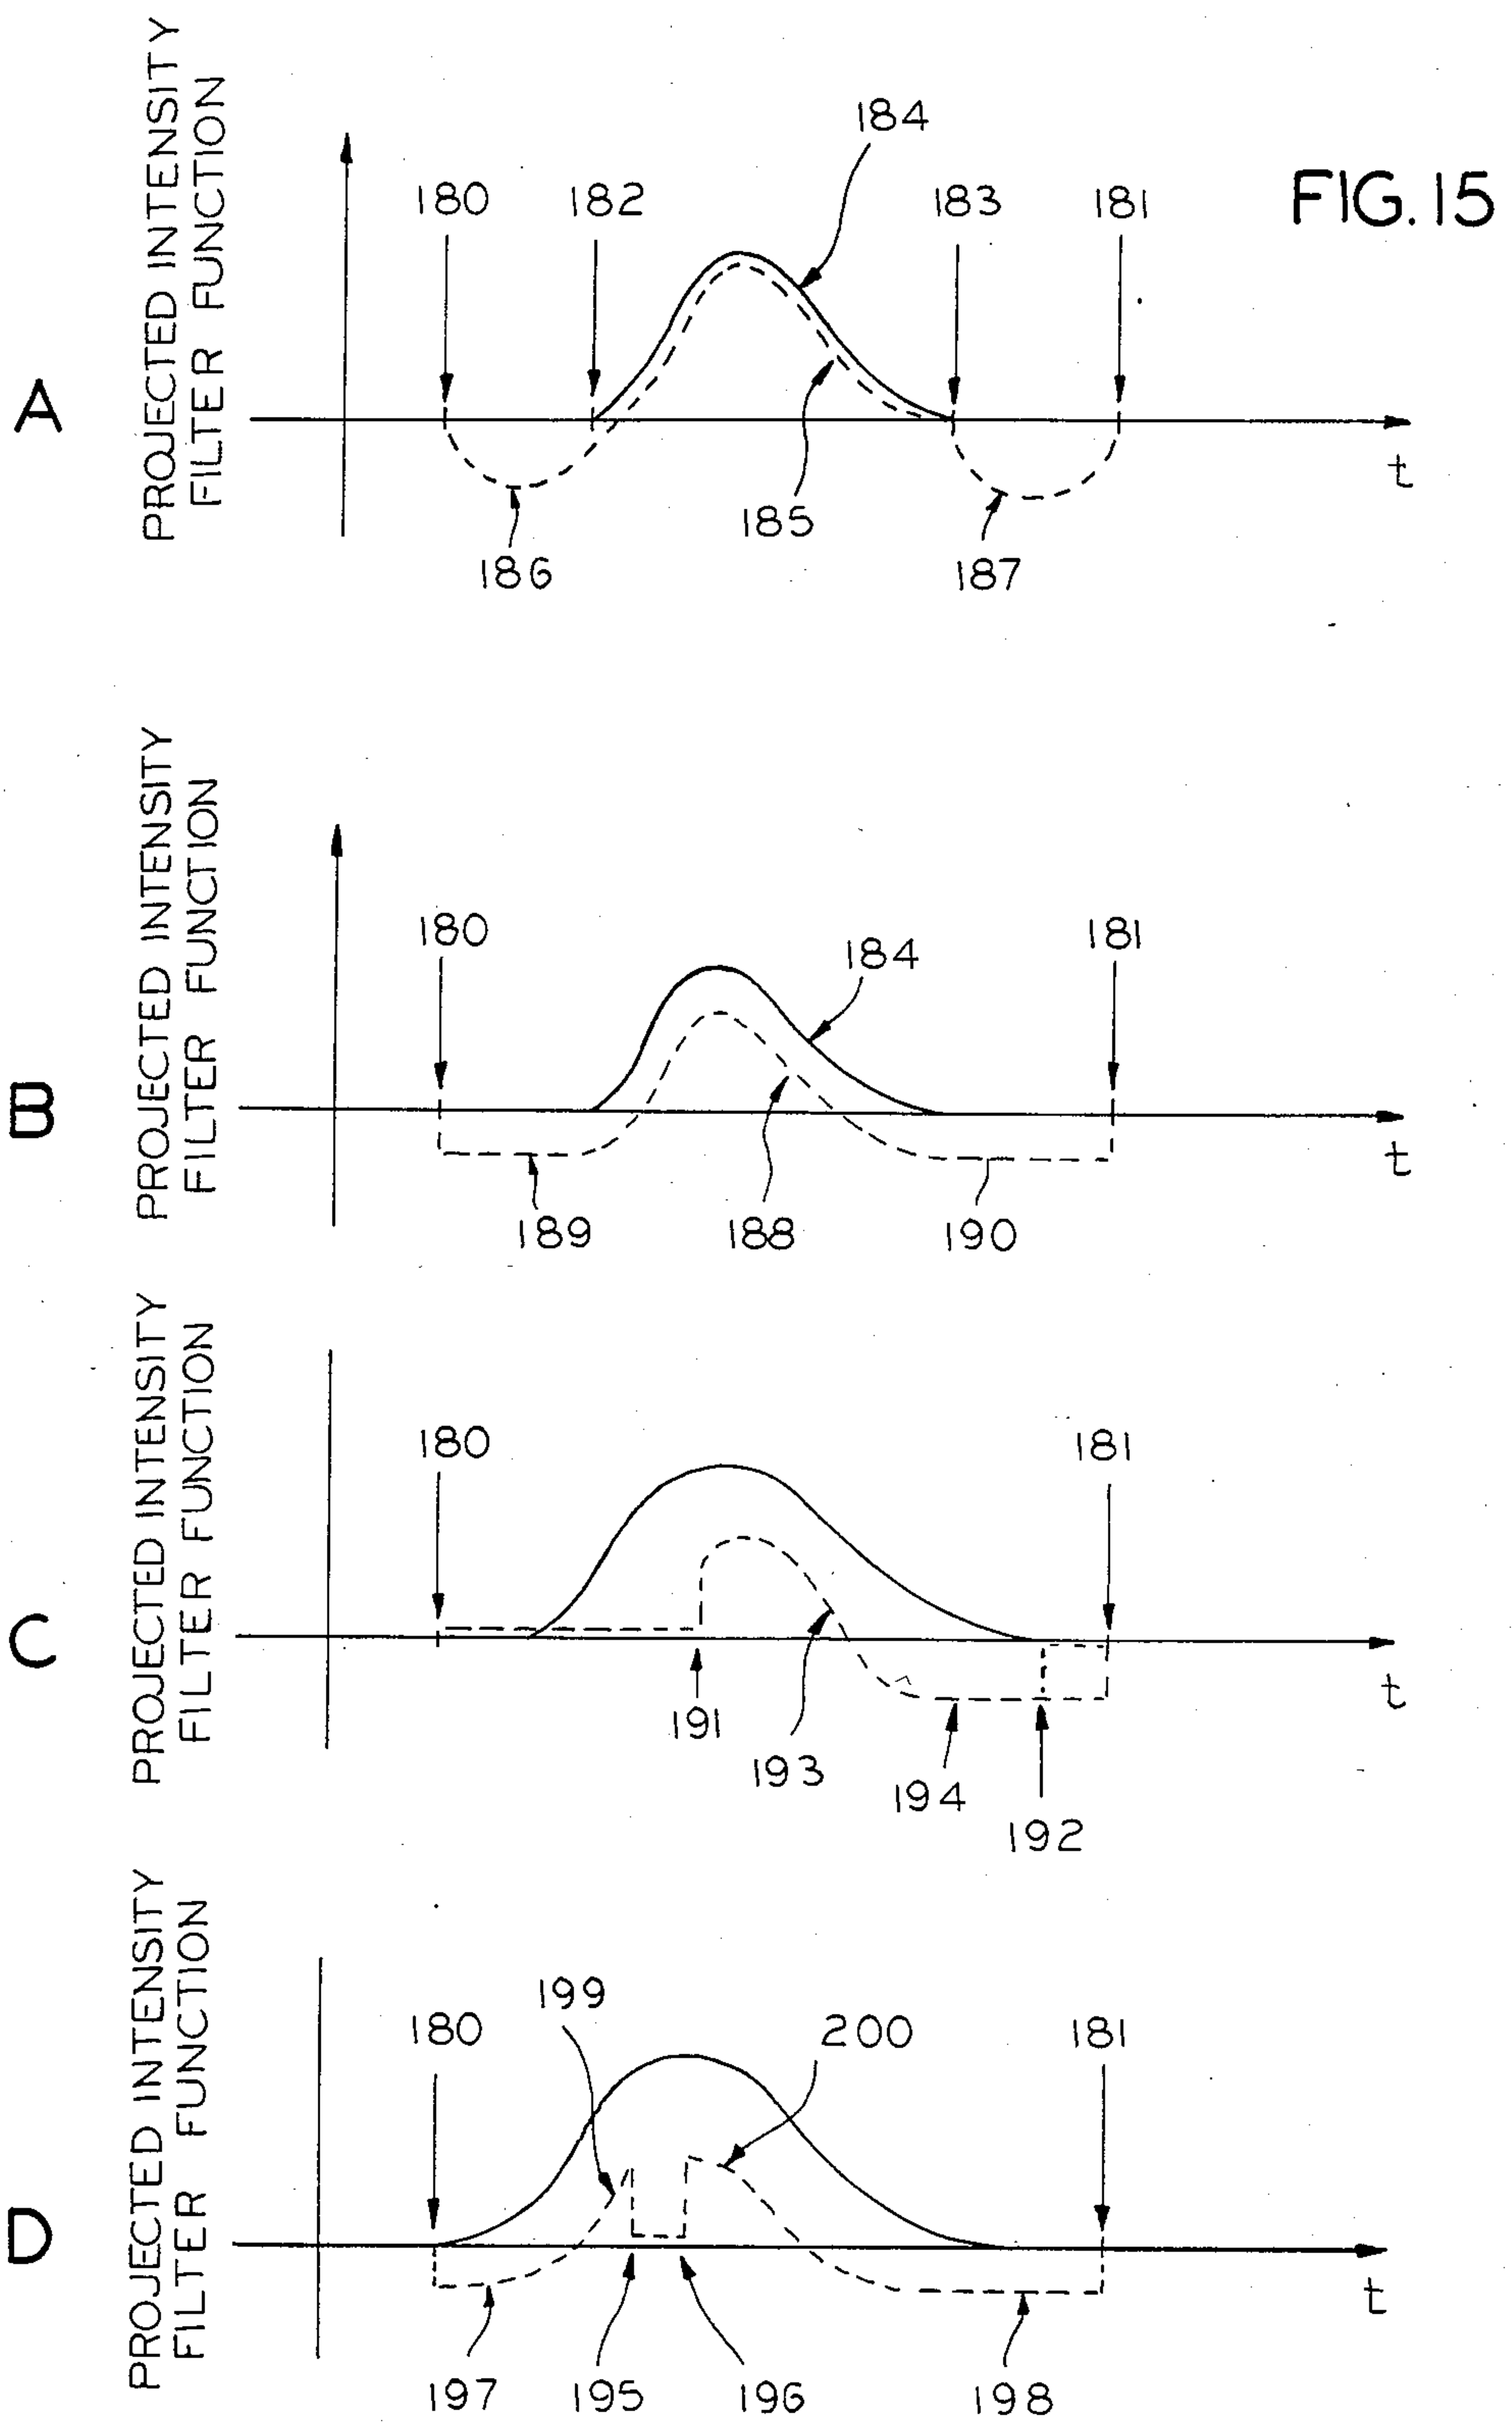 FIG. 15
A
PROJECTED INTENSITY
FILTER FUNCTION
184
180
182
183
181
185
186
187
t
B
PROJECTED INTENSITY
FILTER FUNCTION
180
184
181
189
188
190
t
C
PROJECTED INTENSITY
FILTER FUNCTION
180
181
191
193
194
192
t
D
PROJECTED INTENSITY
FILTER FUNCTION
199
180
200
181
197
195
196
198
t